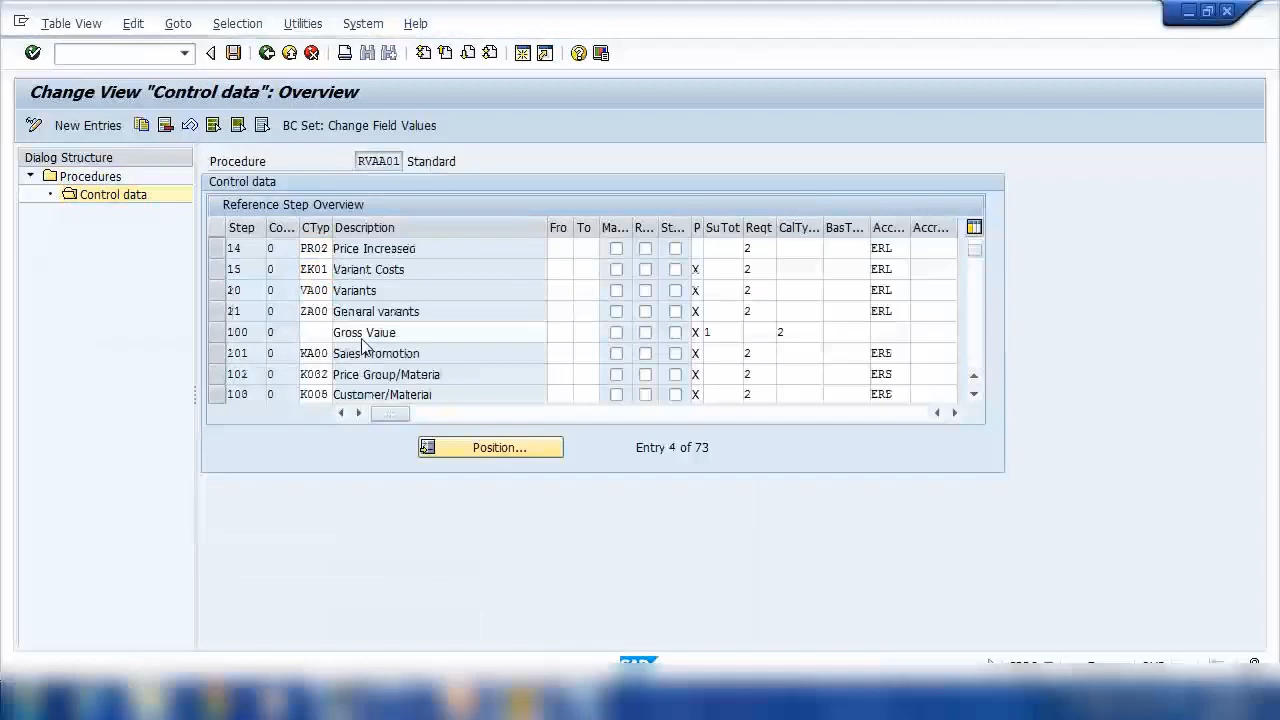 Table View Edit Goto Selection Utilities System Help
Change View "Control data": Overview
New Entries BC Set: Change Field Values
Dialog Structure
Procedures
Control data
Procedure RVAA01 Standard
Control data
Reference Step Overview
Step Co... CTyp Description Fro To Ma... R... St... P SuTot Reqt CalTy... BasT... Acc... Accr...
14 0 PR02 Price Increased 2 ERL
15 0 EK01 Variant Costs X 2 ERL
20 0 VA00 Variants X 2 ERL
21 0 ZA00 General variants X 2 ERL
100 0 Gross Value X 1 2
101 0 KA00 Sales Promotion X 2 ERS
102 0 K032 Price Group/Materia X 2 ERS
0 Customer/Material X 2 ERS
Position... Entry 4 of 73
SAP